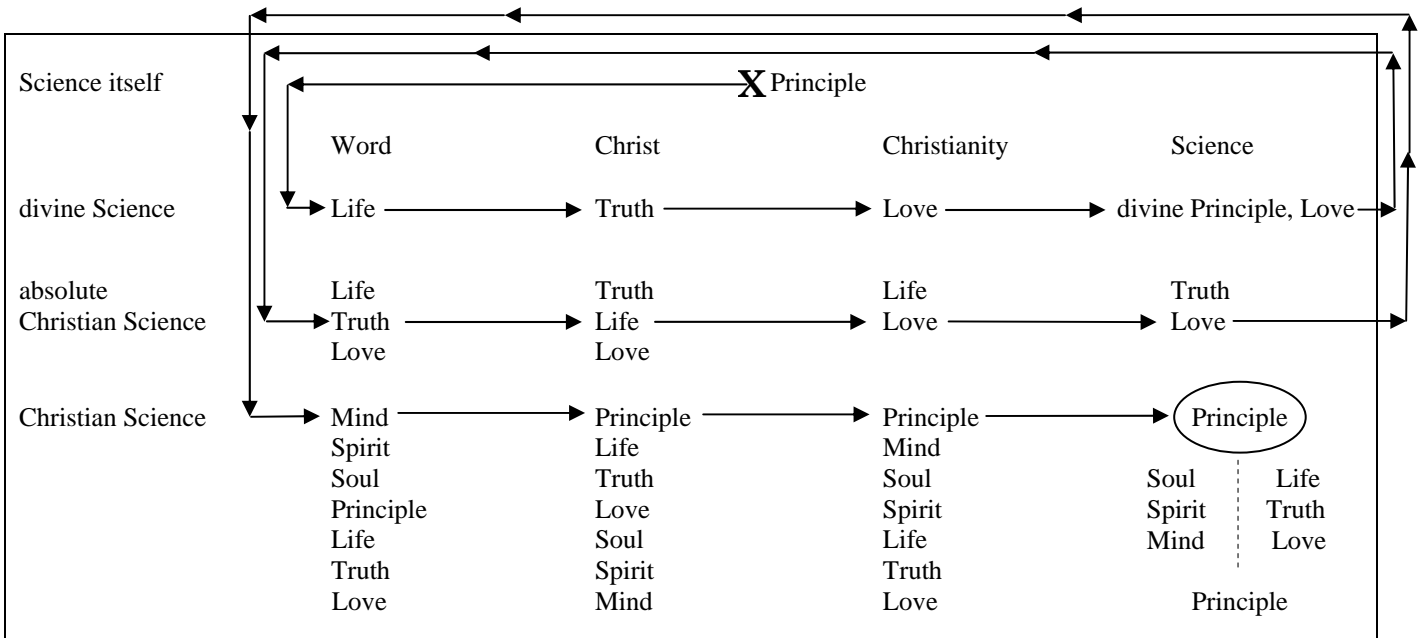 Science itself X Principle
Word Christ Christianity Science
divine Science Life Truth Love divine Principle, Love
absolute Life Truth Life Truth
Christian Science Truth Life Love Love
Love Love
Christian Science Mind Principle Principle Principle
Spirit Life Mind
Soul Truth Soul Soul Life
Principle Love Spirit Spirit Truth
Life Soul Life Mind Love
Truth Spirit Truth
Love Mind Love Principle